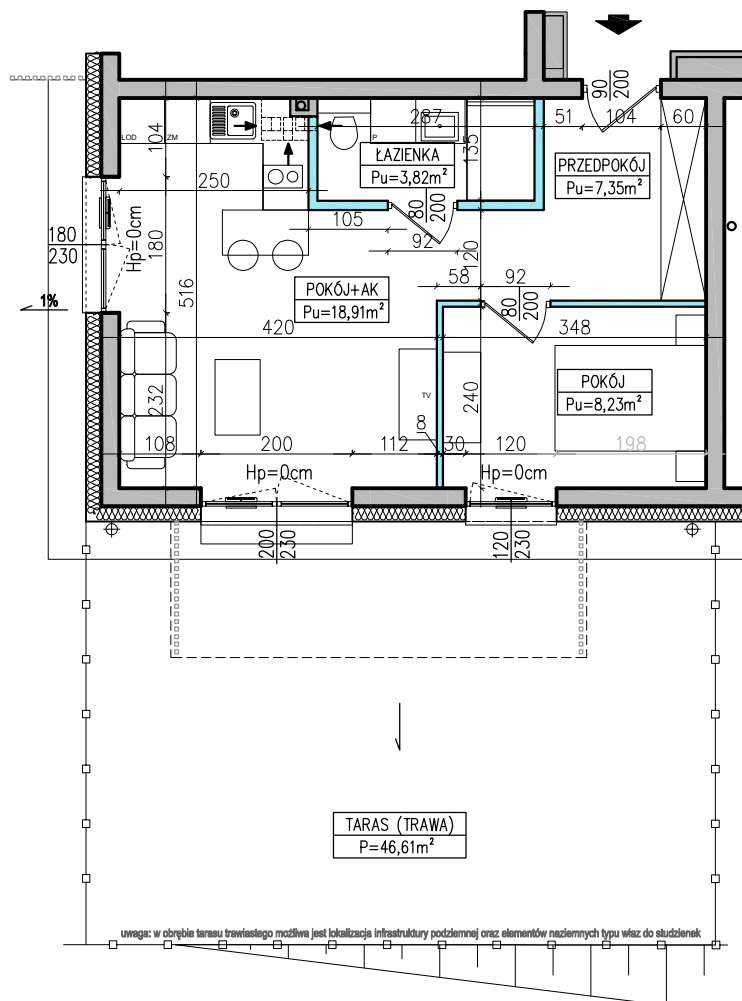 90
200
287
51
104
60
104
LOD
ZM
P
135
ŁAZIENKA
Pu=3,82m²
PRZEDPOKÓJ
Pu=7,35m²
250
80
200
105
92
120
180
230
Hp=0cm
180
516
1%
58
92
80
200
POKÓJ+AK
Pu=18,91m²
420
348
POKÓJ
Pu=8,23m²
232
TV
240
8
108
200
112
30
120
198
Hp=0cm
Hp=0cm
200
230
120
230
TARAS (TRAWA)
P=46,61m²
uwaga: w obrębie tarasu trawiastego możliwa jest lokalizacja infrastruktury podziemnej oraz elementów naziemnych typu właz do studzienek